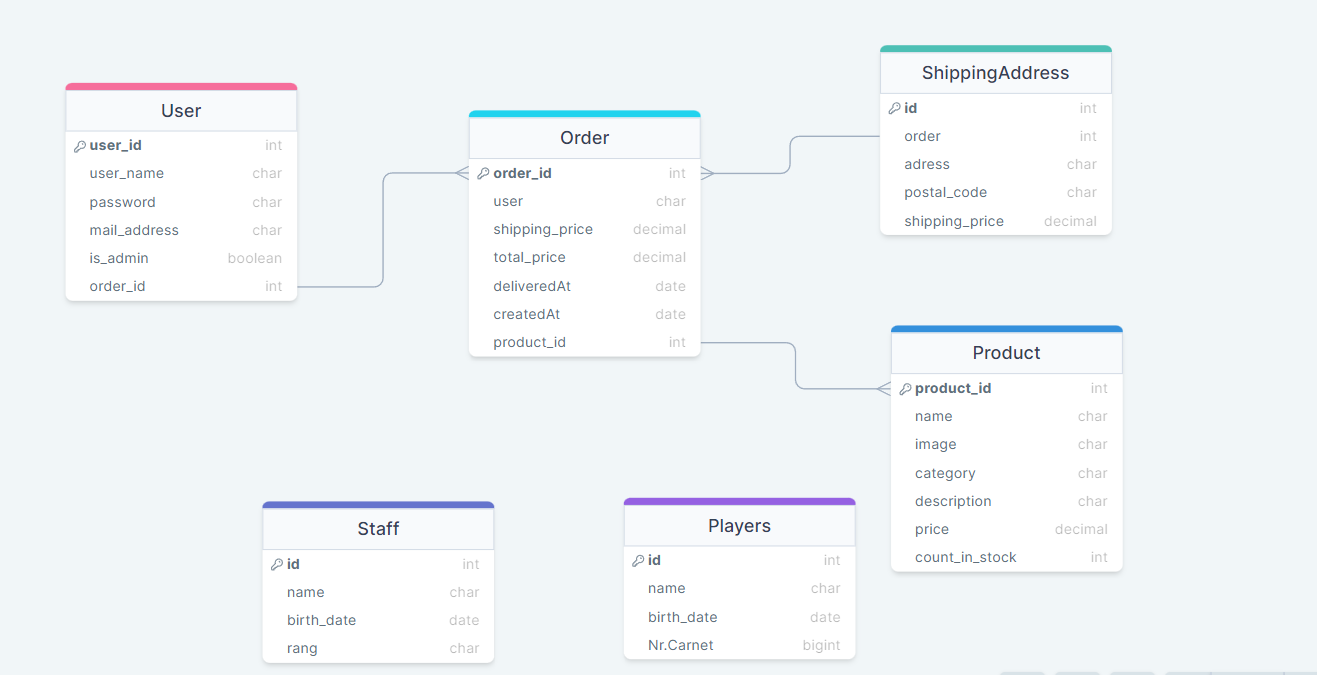 User
user_id int
user_name char
password char
mail_address char
is_admin boolean
order_id int
Order
order_id int
user char
shipping_price decimal
total_price decimal
deliveredAt date
createdAt date
product_id int
ShippingAddress
id int
order int
adress char
postal_code char
shipping_price decimal
Product
product_id int
name char
image char
category char
description char
price decimal
count_in_stock int
Staff
id int
name char
birth_date date
rang char
Players
id int
name char
birth_date date
Nr.Carnet bigint